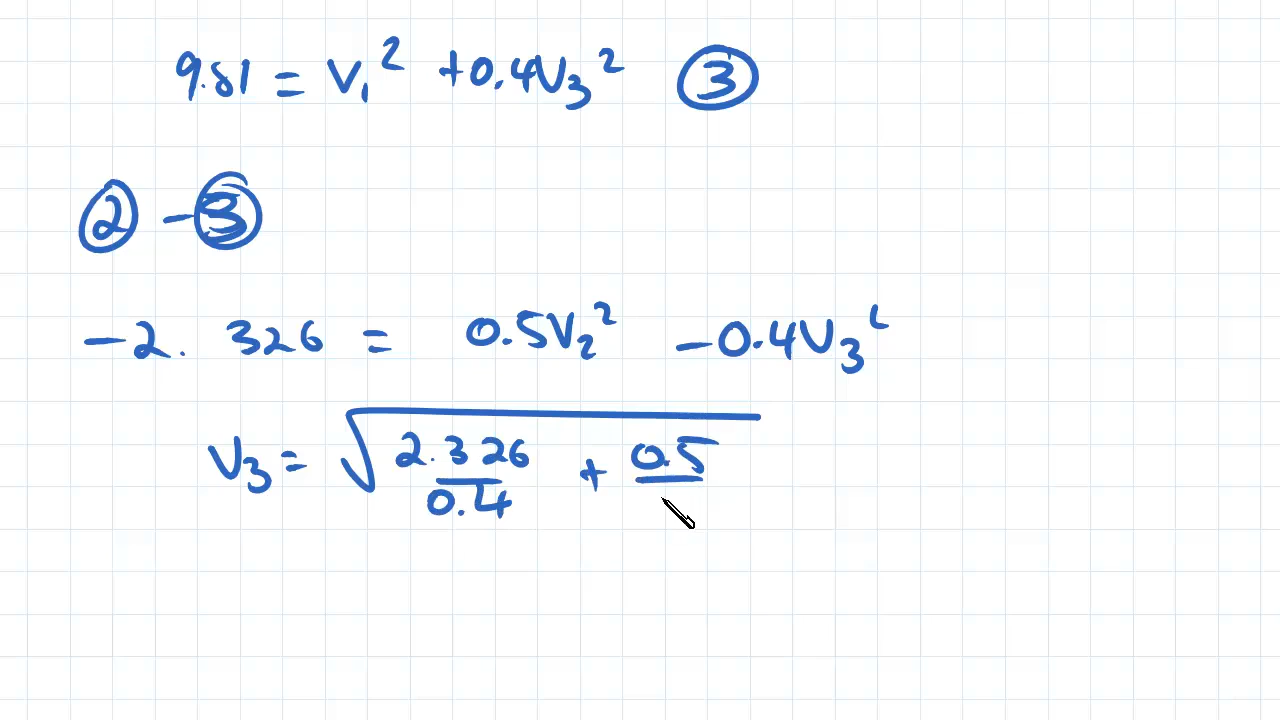 9.81 = V₁² + 0.4V₃² ③
② - ③
-2. 326 = 0.5V₂² - 0.4V₃²
V₃ = √(2.326/0.4 + 0.5/